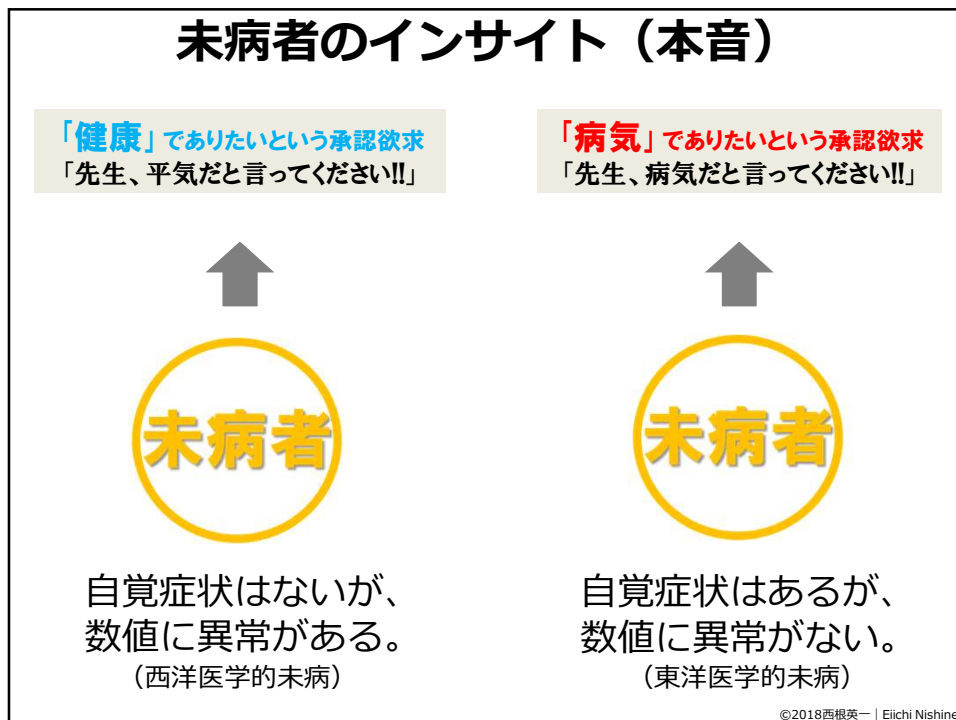 未病者のインサイト（本音）
「健康」でありたいという承認欲求
「先生、平気だと言ってください!!」
未病者
自覚症状はないが、
数値に異常がある。
（西洋医学的未病）
「病気」でありたいという承認欲求
「先生、病気だと言ってください!!」
未病者
自覚症状はあるが、
数値に異常がない。
（東洋医学的未病）
©2018西根英一｜Eiichi Nishine